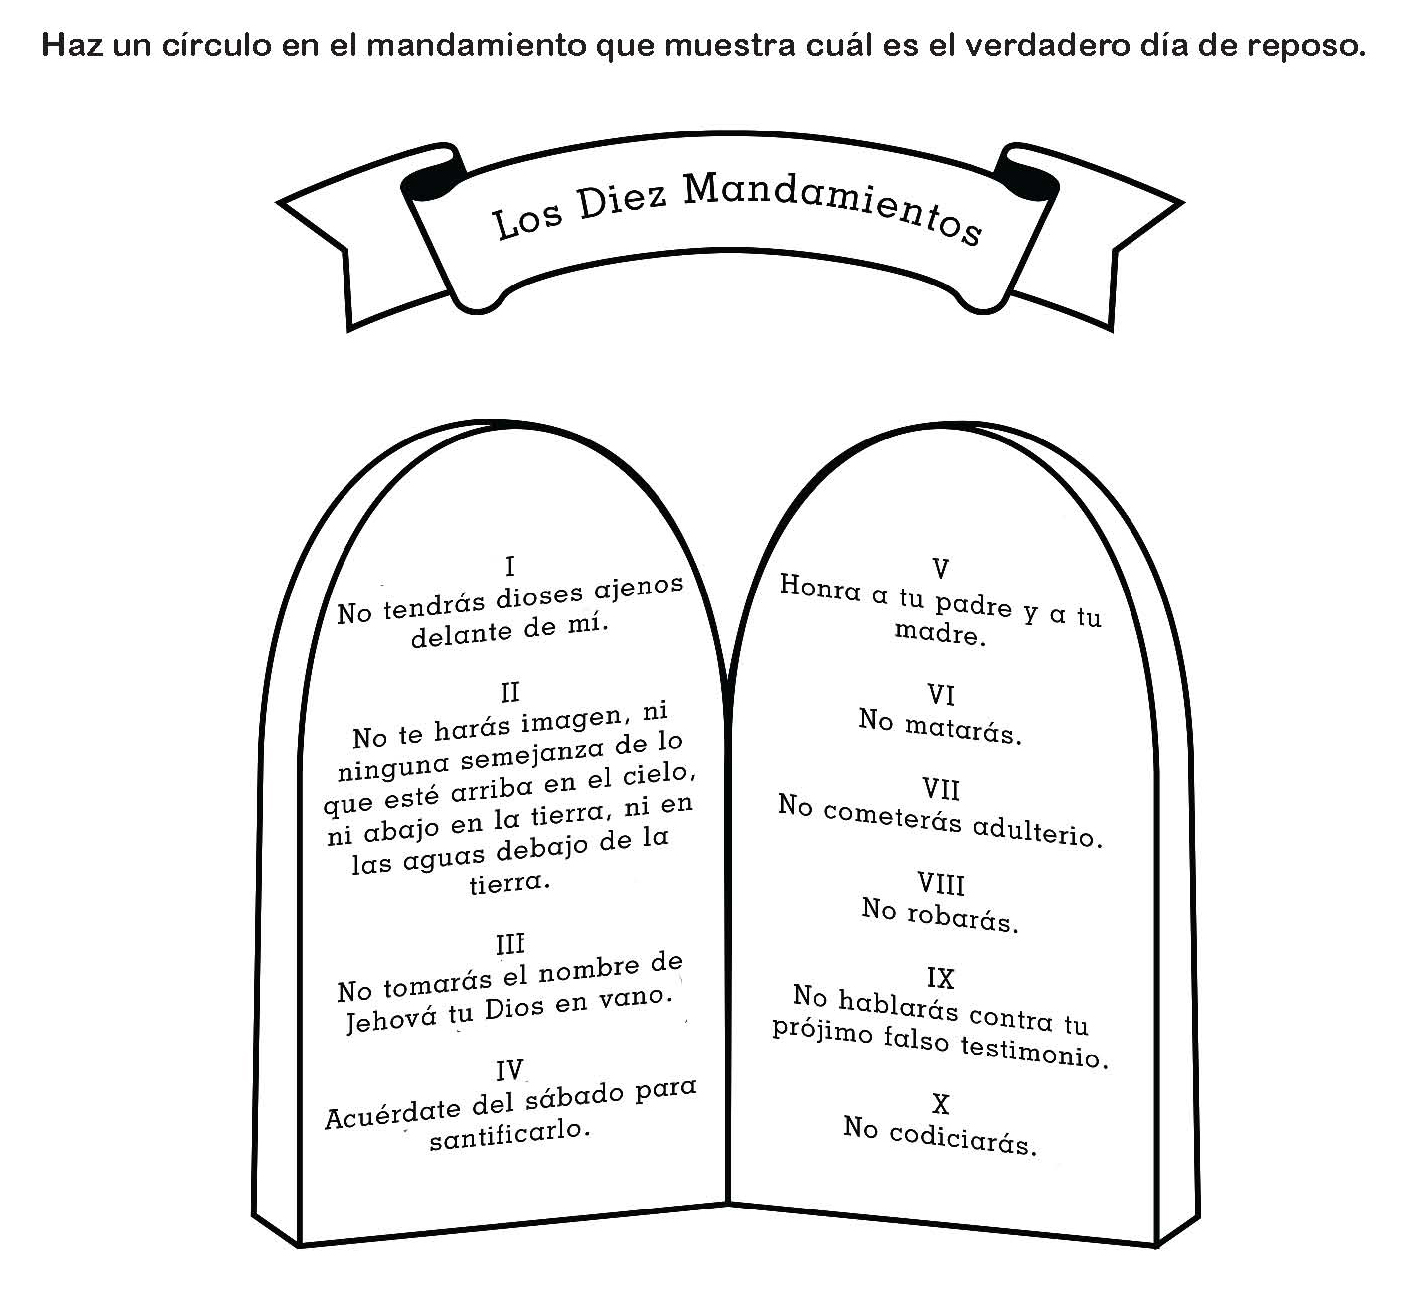 Haz un círculo en el mandamiento que muestra cuál es el verdadero día de reposo.
Los Diez Mandamientos
I
No tendrás dioses ajenos
delante de mí.
II
No te harás imagen, ni
ninguna semejanza de lo
que esté arriba en el cielo,
ni abajo en la tierra, ni en
las aguas debajo de la
tierra.
III
No tomarás el nombre de
Jehová tu Dios en vano.
IV
Acuérdate del sábado para
santificarlo.
V
Honra a tu padre y a tu
madre.
VI
No matarás.
VII
No cometerás adulterio.
VIII
No robarás.
IX
No hablarás contra tu
prójimo falso testimonio.
X
No codiciarás.